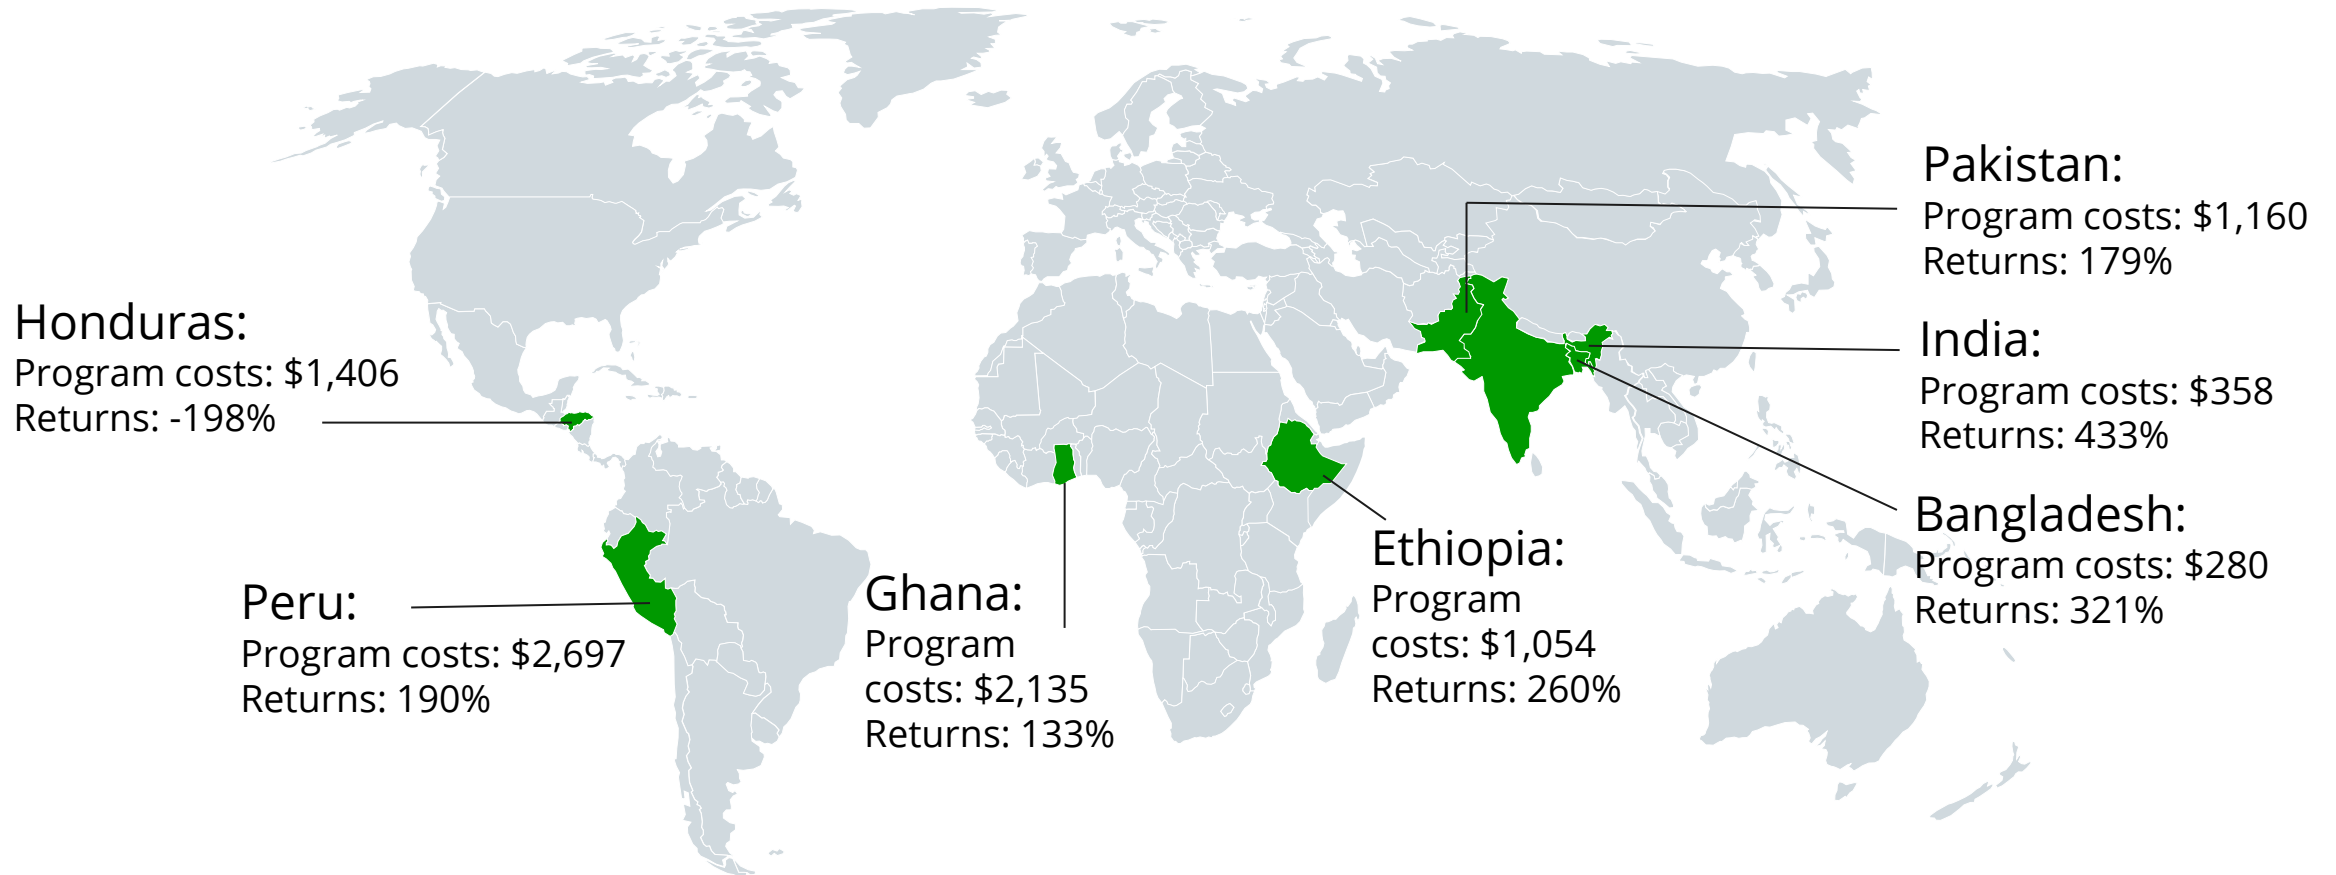 Pakistan:
Program costs: $1,160
Returns: 179%
Honduras:
Program costs: $1,406
Returns: -198%
India:
Program costs: $358
Returns: 433%
Bangladesh:
Program costs: $280
Returns: 321%
Ethiopia:
Program
costs: $1,054
Returns: 260%
Ghana:
Program
costs: $2,135
Returns: 133%
Peru:
Program costs: $2,697
Returns: 190%